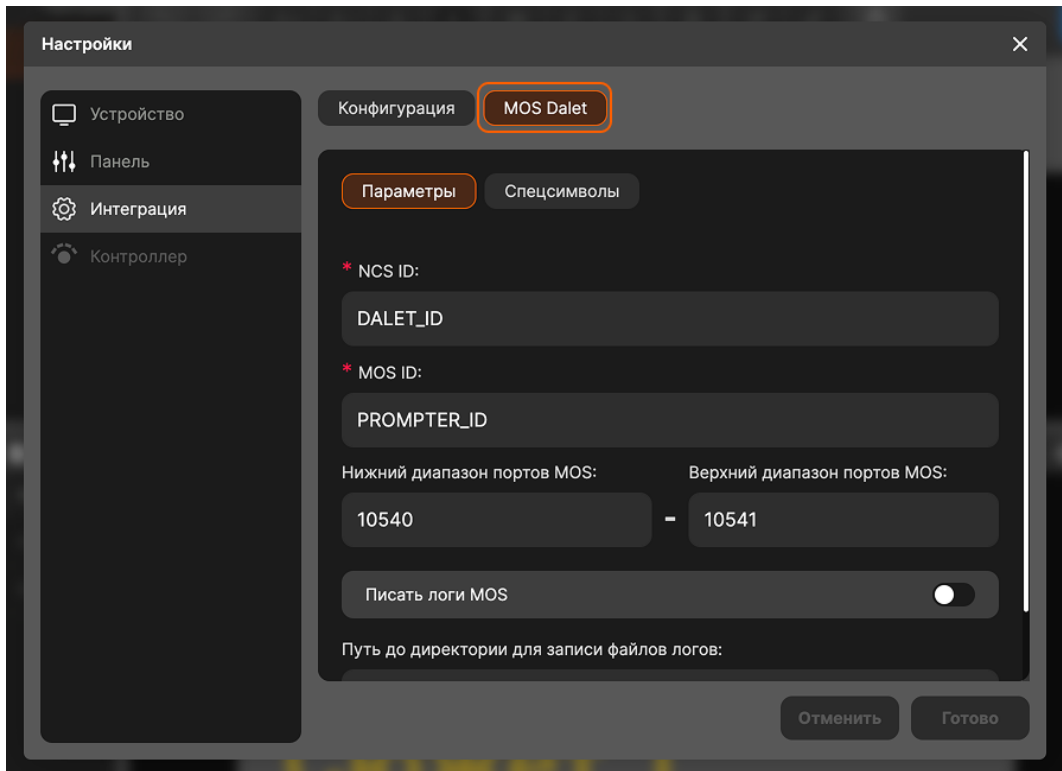 Настройки
Устройство
Панель
Интеграция
Контроллер
Конфигурация MOS Dalet
Параметры Спецсимволы
* NCS ID:
DALET_ID
* MOS ID:
PROMPTER_ID
Нижний диапазон портов MOS: Верхний диапазон портов MOS:
10540 - 10541
Писать логи MOS
Путь до директории для записи файлов логов:
Отменить Готово